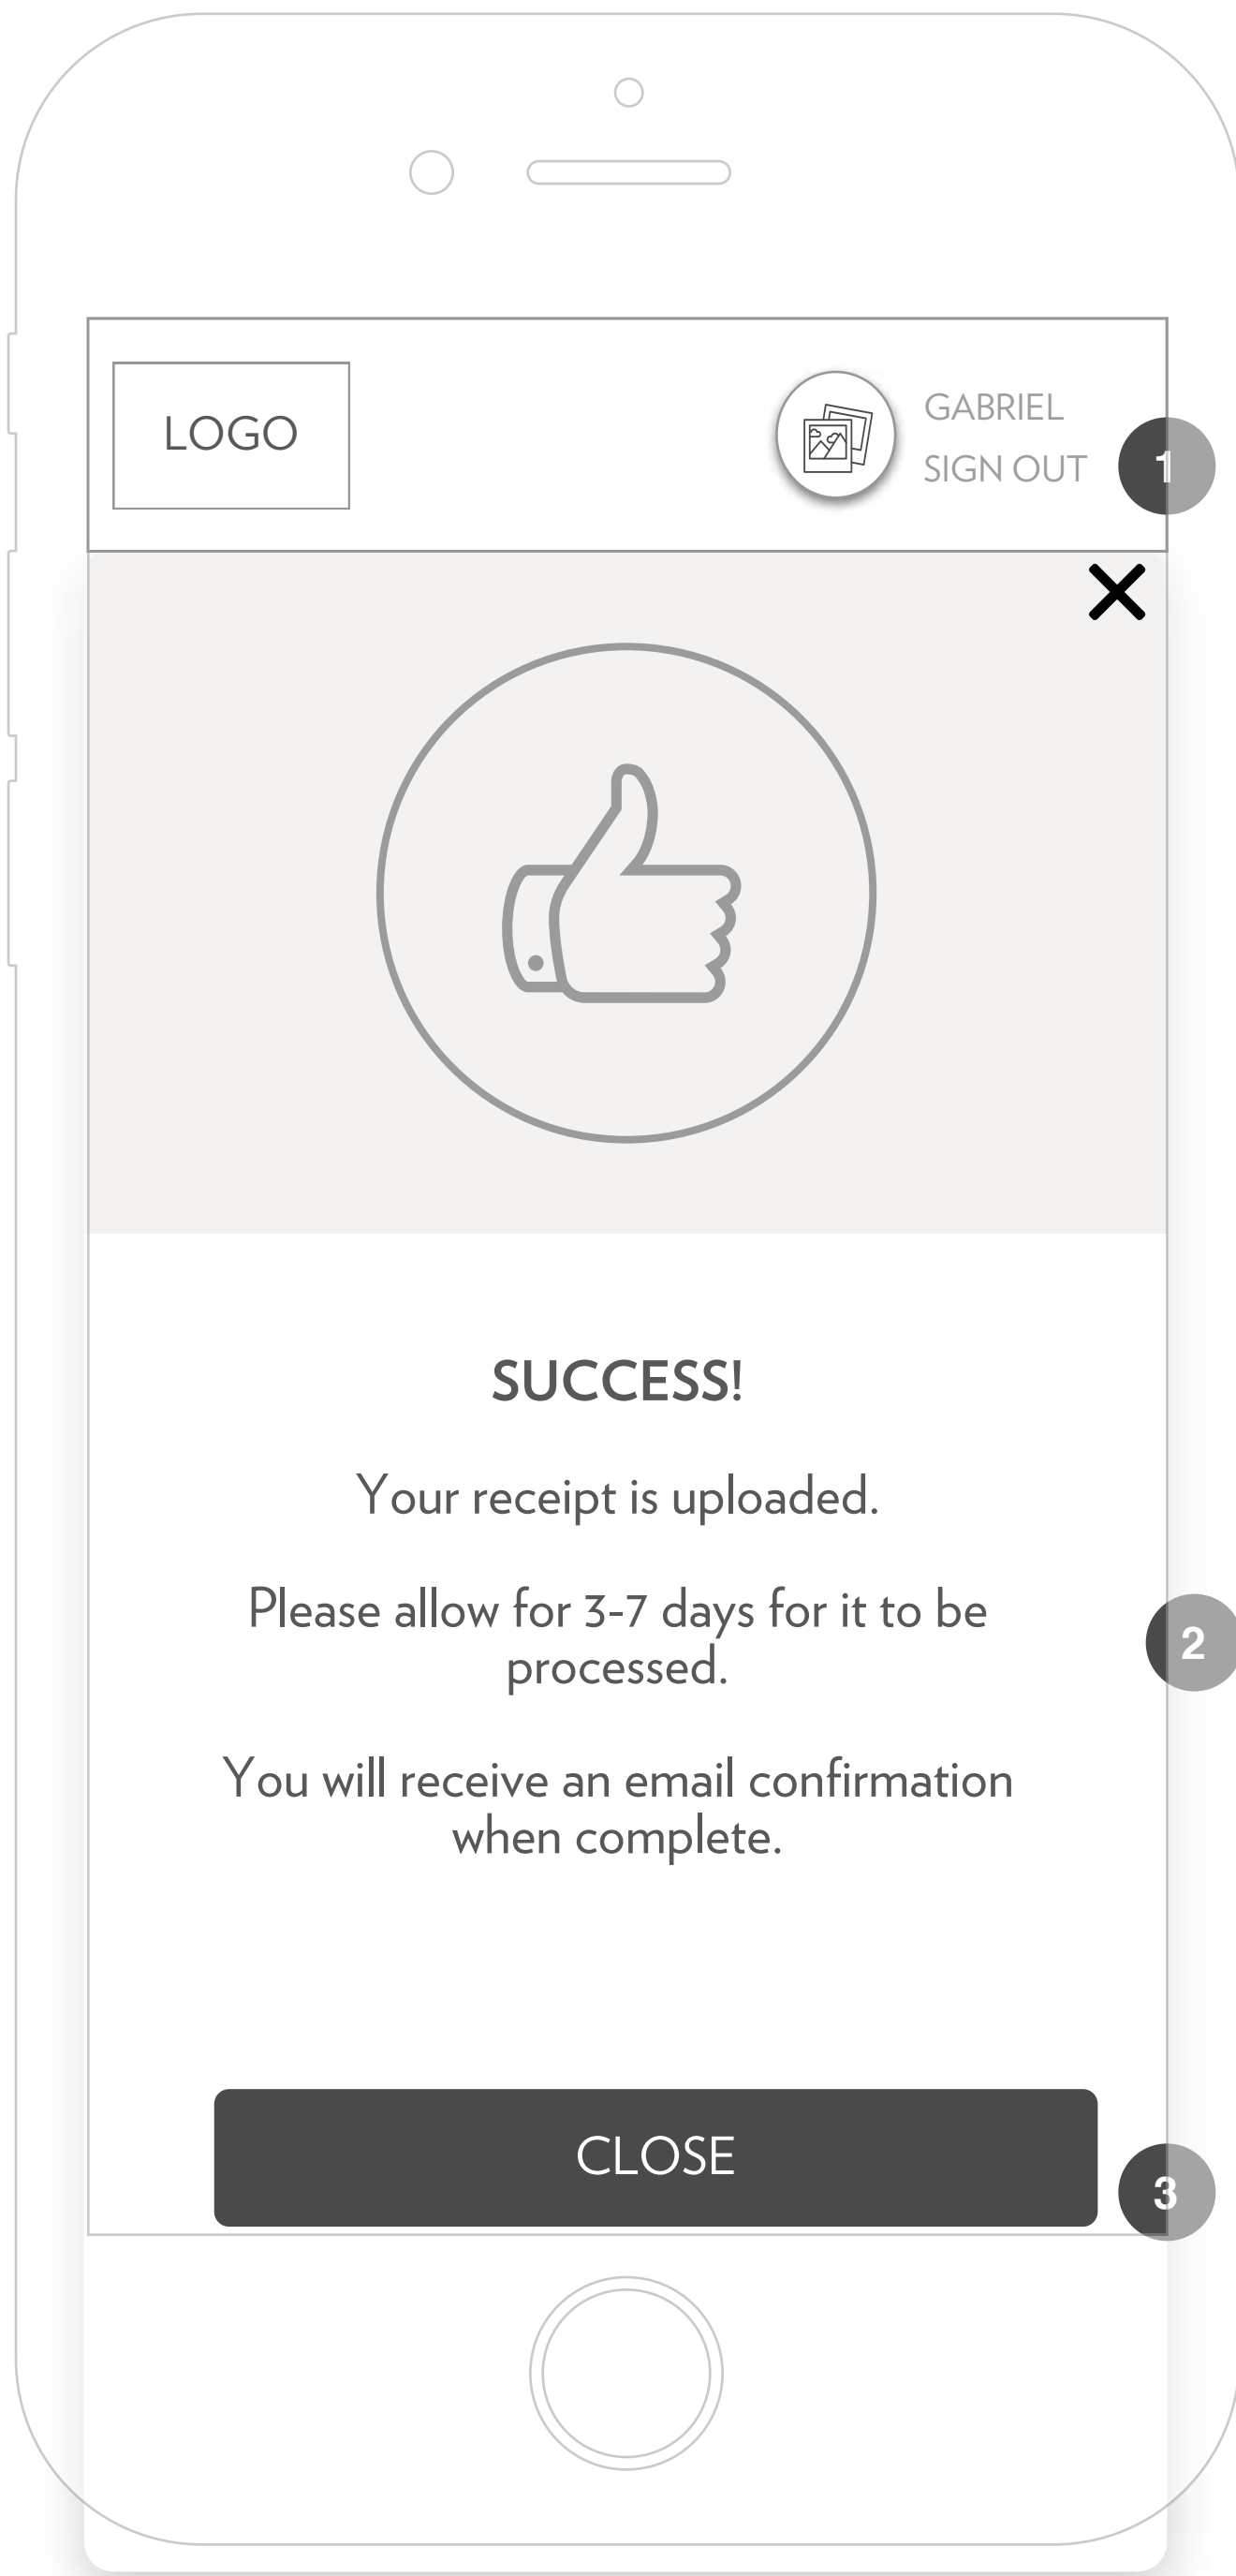 LOGO
GABRIEL
SIGN OUT
1
SUCCESS!
Your receipt is uploaded.
Please allow for 3-7 days for it to be
processed.
2
You will receive an email confirmation
when complete.
CLOSE
3